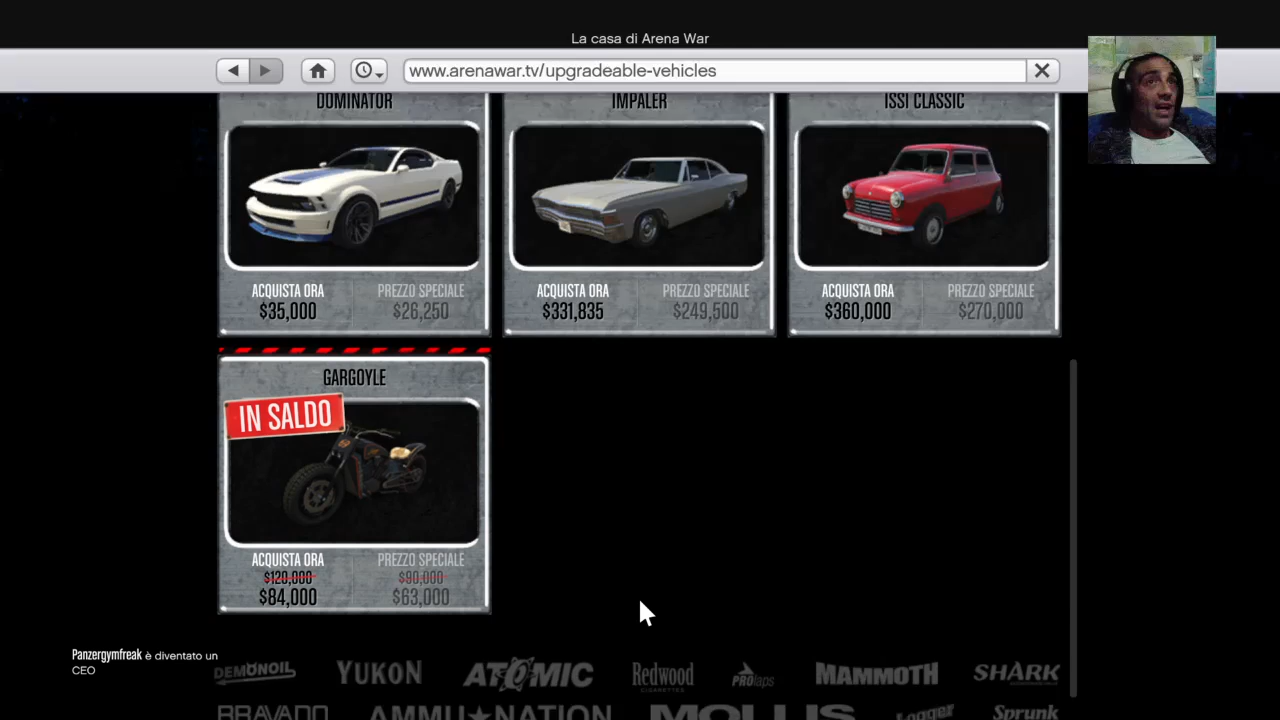 La casa di Arena War
www.arenawar.tv/upgradeable-vehicles
DOMINATOR
IMPALER
ISSI CLASSIC
ACQUISTA ORA PREZZO SPECIALE
$35,000 $26,250
ACQUISTA ORA PREZZO SPECIALE
$331,835 $249,500
ACQUISTA ORA PREZZO SPECIALE
$360,000 $270,000
GARGOYLE
IN SALDO
ACQUISTA ORA PREZZO SPECIALE
$120,000 $90,000
$84,000 $63,000
Panzergymfreak è diventato un
CEO
DEMONOIL YUKON ATOMIC Redwood CIGARETTES PROlaps MAMMOTH SHARK
BRAVADO AMMU★NATION MOLLIS Logger Sprunk